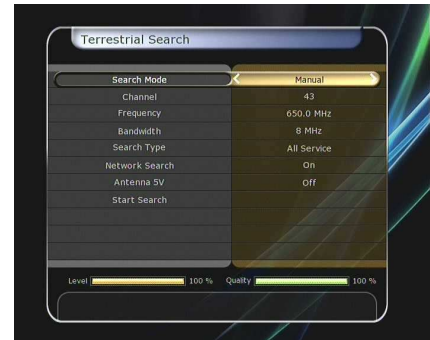 Terrestrial Search
Search Mode Manual
Channel 43
Frequency 650.0 MHz
Bandwidth 8 MHz
Search Type All Service
Network Search On
Antenna 5V Off
Start Search
Level 100 % Quality 100 %